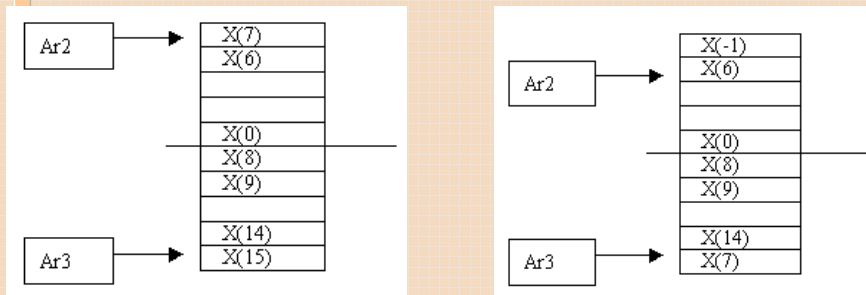 Ar2
X(7)
X(6)
X(0)
X(8)
X(9)
X(14)
Ar3
X(15)
X(-1)
Ar2
X(6)
X(0)
X(8)
X(9)
X(14)
Ar3
X(7)